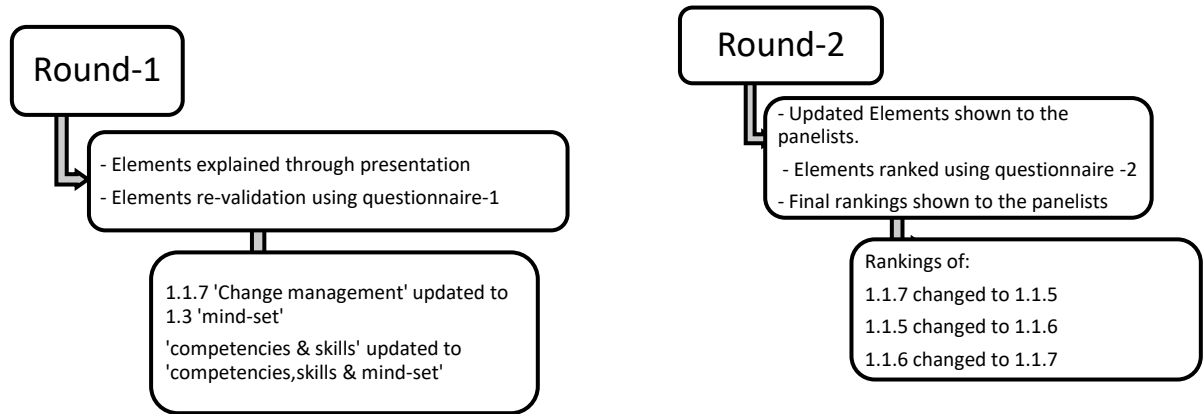 Round-1
- Elements explained through presentation
- Elements re-validation using questionnaire-1
1.1.7 'Change management' updated to
1.3 'mind-set'
'competencies & skills' updated to
'competencies,skills & mind-set'
Round-2
- Updated Elements shown to the
panelists.
- Elements ranked using questionnaire -2
- Final rankings shown to the panelists
Rankings of:
1.1.7 changed to 1.1.5
1.1.5 changed to 1.1.6
1.1.6 changed to 1.1.7